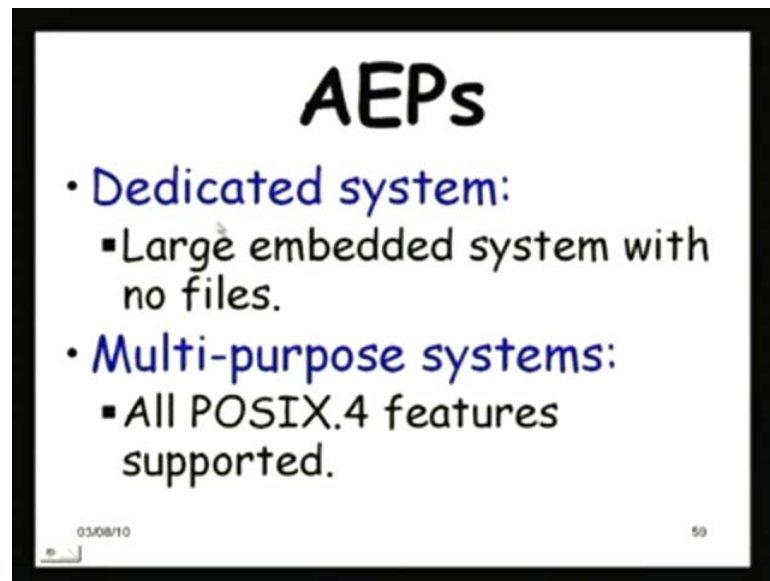 AEPs
• Dedicated system:
▪Large embedded system with
no files.
• Multi-purpose systems:
▪All POSIX.4 features
supported.
03/08/10
59